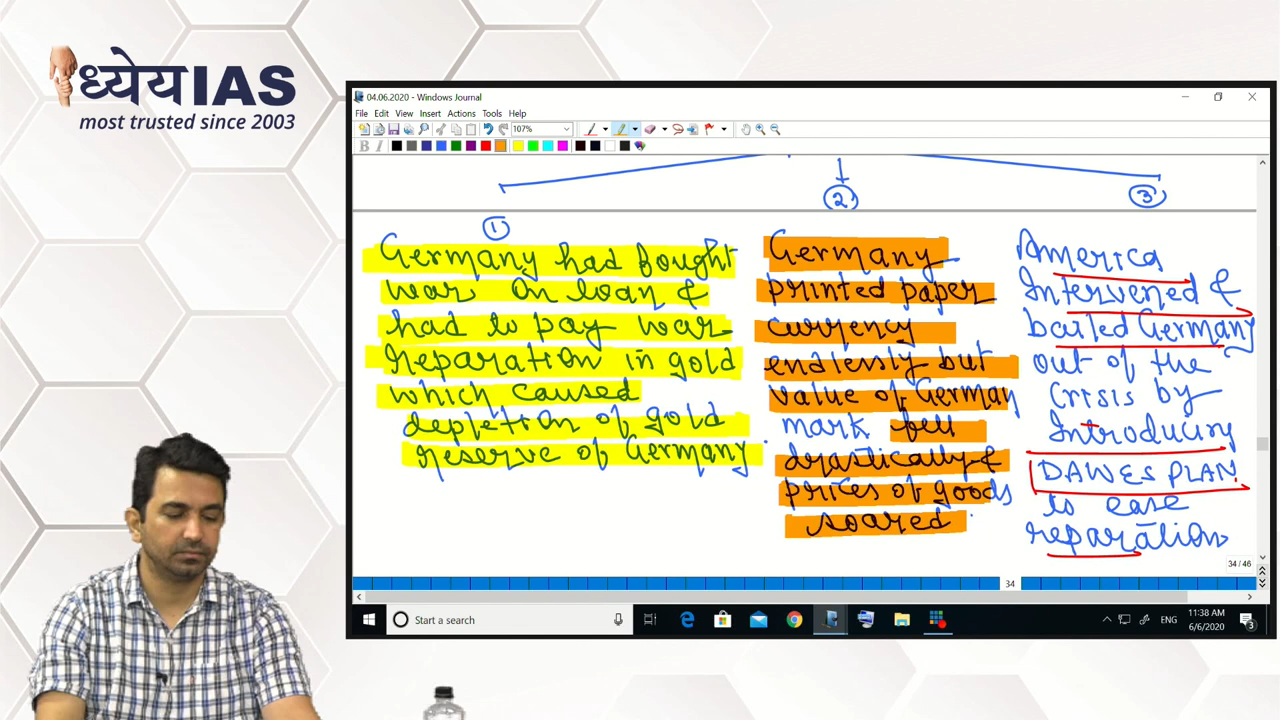 ध्येय IAS
most trusted since 2003
04.06.2020 - Windows Journal
File Edit View Insert Actions Tools Help
107%
B I
①
②
③
Germany had fought
war on loan &
had to pay war
reparation in gold
which caused
depletion of gold
reserve of Germany.
Germany
printed paper
currency
endlessly but
value of German
mark fell
drastically &
prices of goods
soared.
America
Intervened &
bailed Germany
out of the
Crisis by
Introducing
DAWES PLAN
to ease
reparation
34 / 46
34
Start a search
ENG
11:38 AM
6/6/2020
3